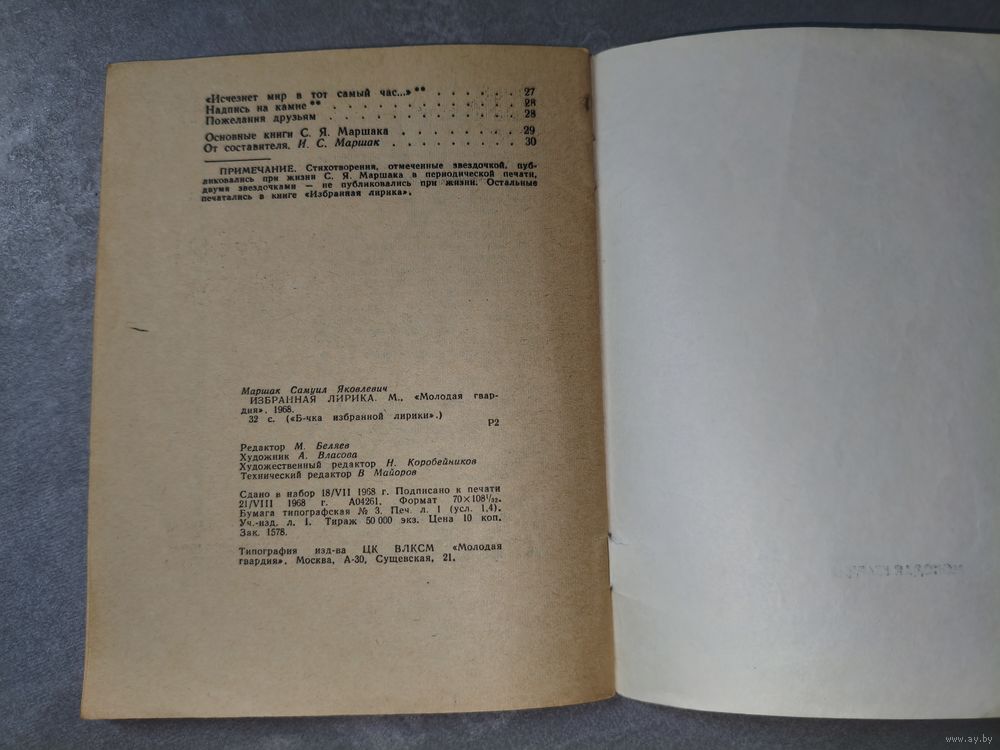 «Исчезнет мир в тот самый час...»** . . . . . . 27
Надпись на камне** . . . . . . . . . . . 28
Пожелания друзьям . . . . . . . . . . . 28
Основные книги С. Я. Маршака . . . . . . . 29
От составителя. И. С. Маршак . . . . . . . . 30
ПРИМЕЧАНИЕ. Стихотворения, отмеченные звездочкой, пуб-
ликовались при жизни С. Я. Маршака в периодической печати,
двумя звездочками — не публиковались при жизни. Остальные
печатались в книге «Избранная лирика».
Маршак Самуил Яковлевич
ИЗБРАННАЯ ЛИРИКА. М., «Молодая гвар-
дия», 1968.
32 с. («Б-чка избранной лирики».)
Р2
Редактор М. Беляев
Художник А. Власова
Художественный редактор Н. Коробейников
Технический редактор В Майоров
Сдано в набор 18/VII 1968 г. Подписано к печати
21/VIII 1968 г. А04261. Формат 70×108¹/₃₂.
Бумага типографская № 3. Печ. л. 1 (усл. 1,4).
Уч.-изд. л. 1. Тираж 50 000 экз. Цена 10 коп.
Зак. 1578.
Типография изд-ва ЦК ВЛКСМ «Молодая
гвардия». Москва, А-30, Сущевская, 21.
www.ay.by